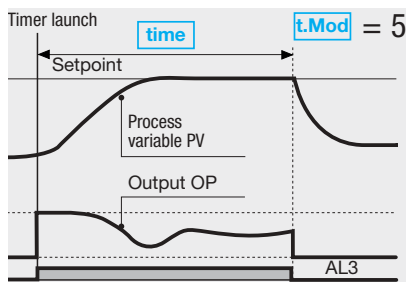 Timer launch
time
t.Mod = 5
Setpoint
Process
variable PV
Output OP
AL3